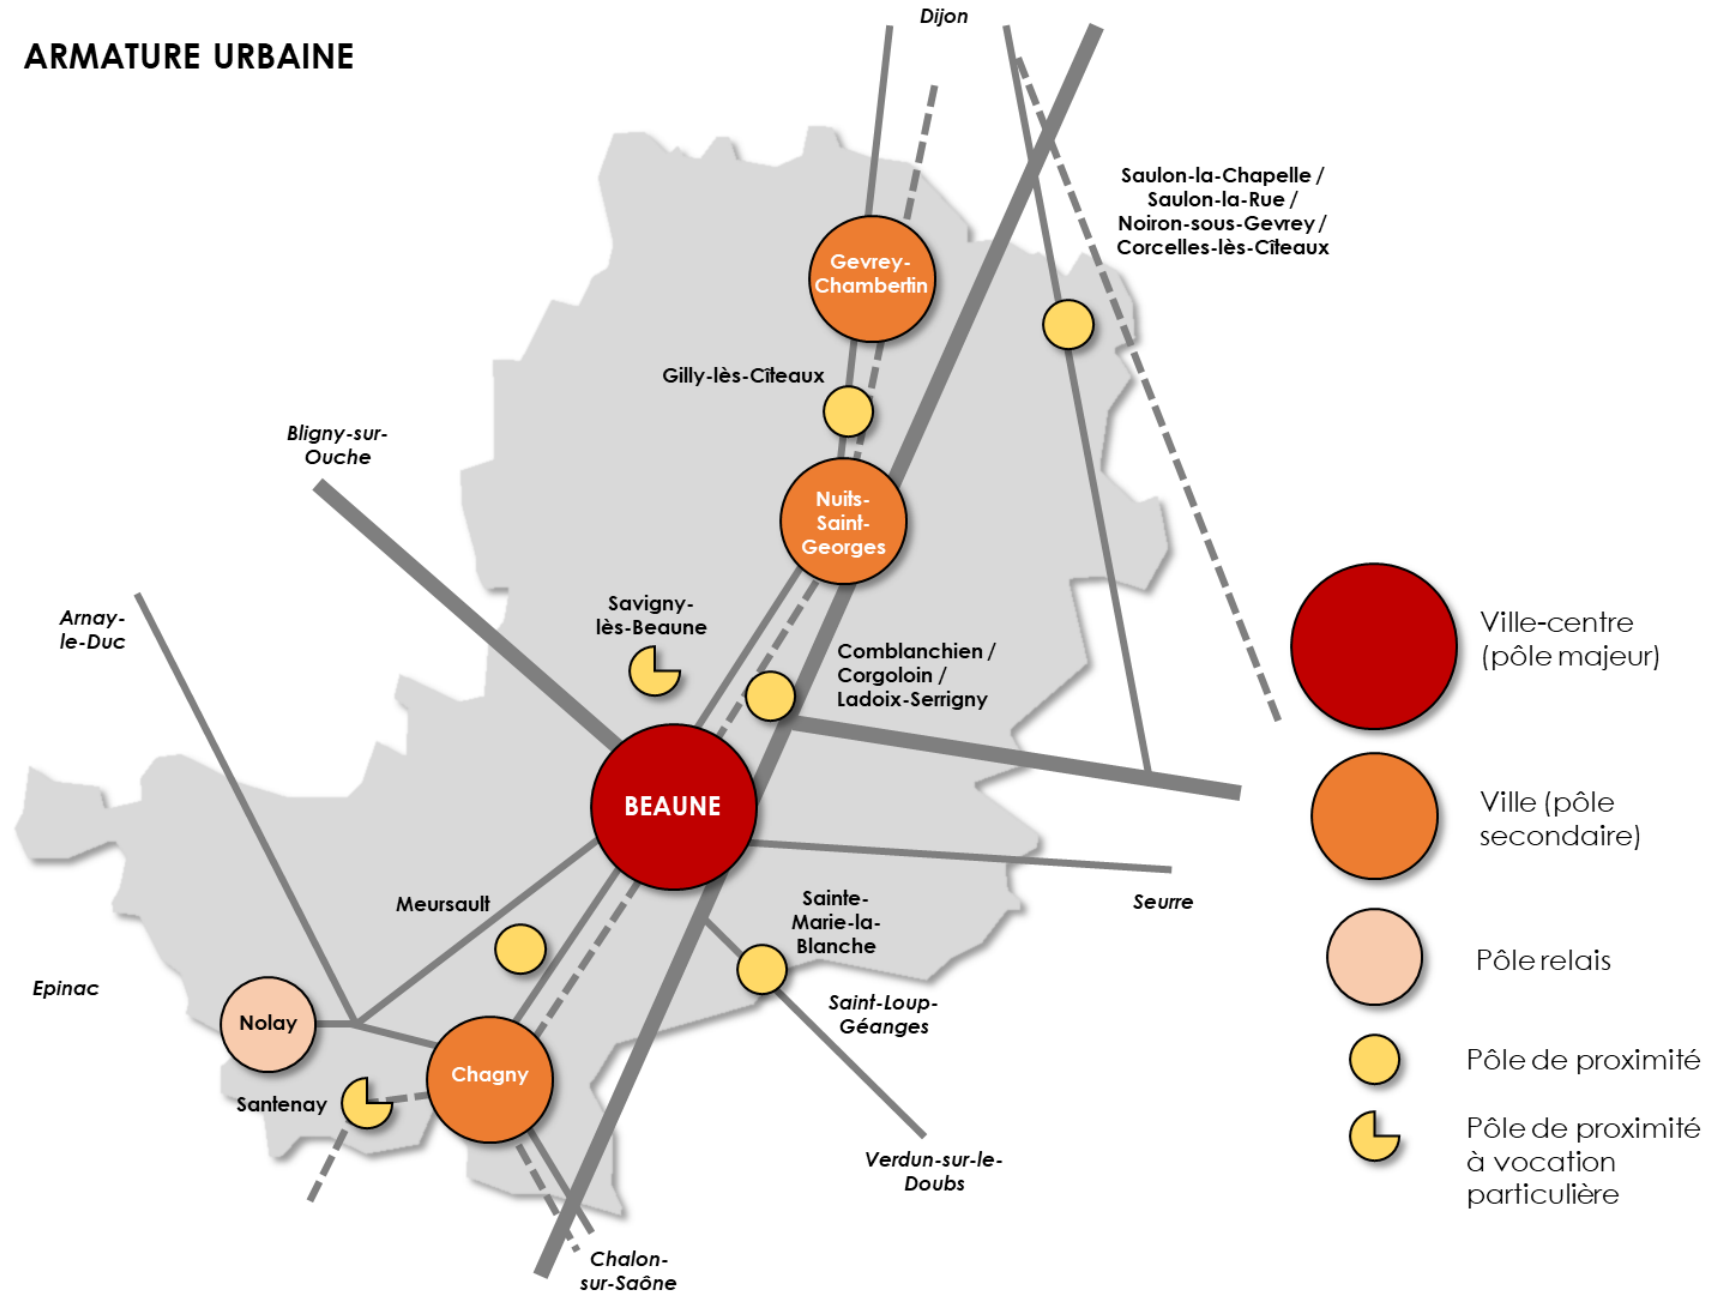 ARMATURE URBAINE
Dijon
Saulon-la-Chapelle /
Saulon-la-Rue /
Noiron-sous-Gevrey /
Corcelles-lès-Cîteaux
Gevrey-
Chambertin
Gilly-lès-Cîteaux
Bligny-sur-
Ouche
Nuits-
Saint-
Georges
Arnay-
le-Duc
Savigny-
lès-Beaune
Comblanchien /
Corgoloin /
Ladoix-Serrigny
BEAUNE
Meursault
Sainte-
Marie-la-
Blanche
Seurre
Epinac
Nolay
Saint-Loup-
Géanges
Chagny
Santenay
Verdun-sur-le-
Doubs
Chalon-
sur-Saône
Ville-centre
(pôle majeur)
Ville (pôle
secondaire)
Pôle relais
Pôle de proximité
Pôle de proximité
à vocation
particulière